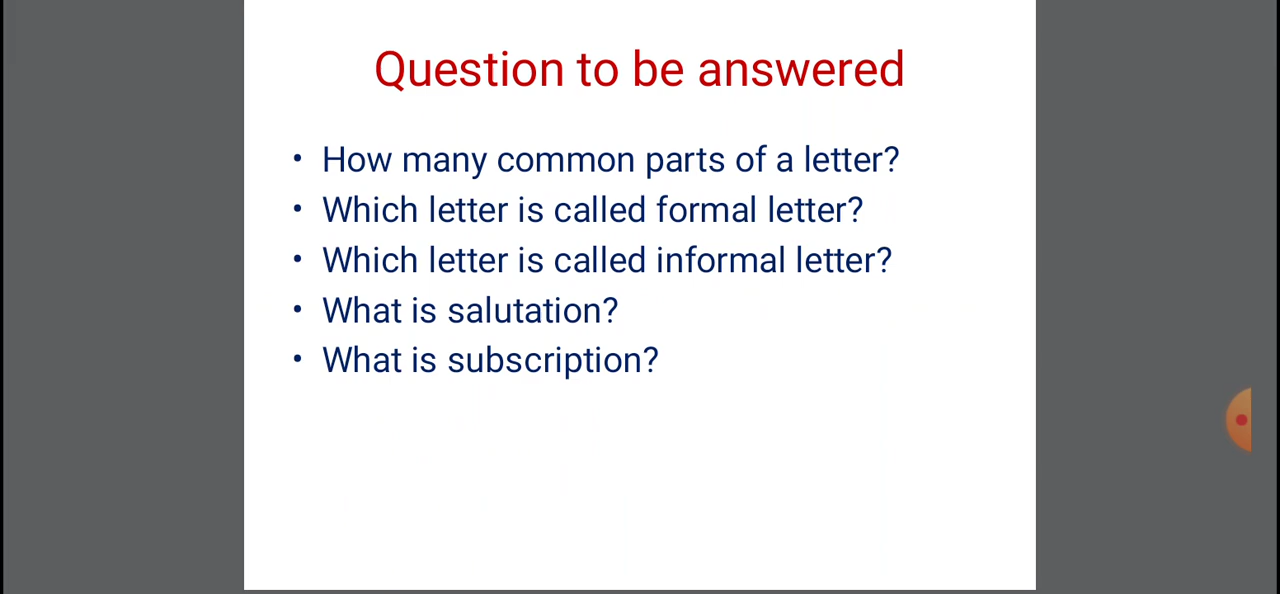 Question to be answered
• How many common parts of a letter?
• Which letter is called formal letter?
• Which letter is called informal letter?
• What is salutation?
• What is subscription?